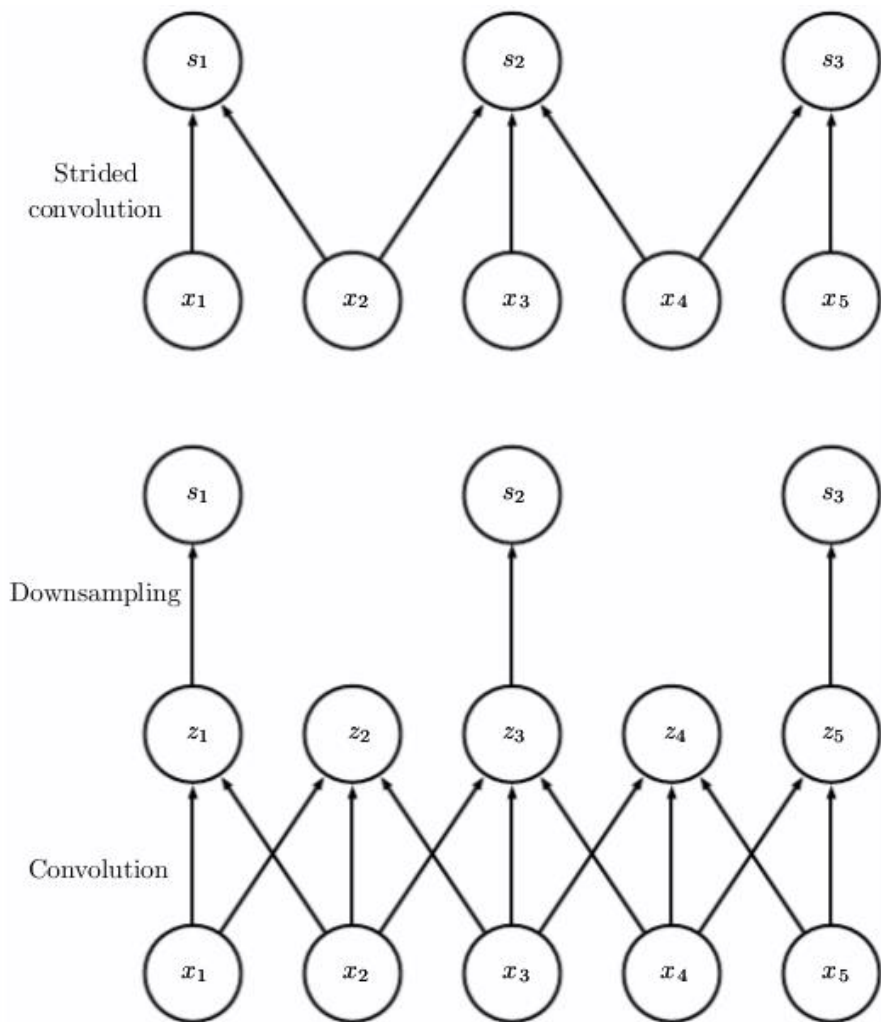 s1 s2 s3
Strided
convolution
x1 x2 x3 x4 x5
s1 s2 s3
Downsampling
z1 z2 z3 z4 z5
Convolution
x1 x2 x3 x4 x5